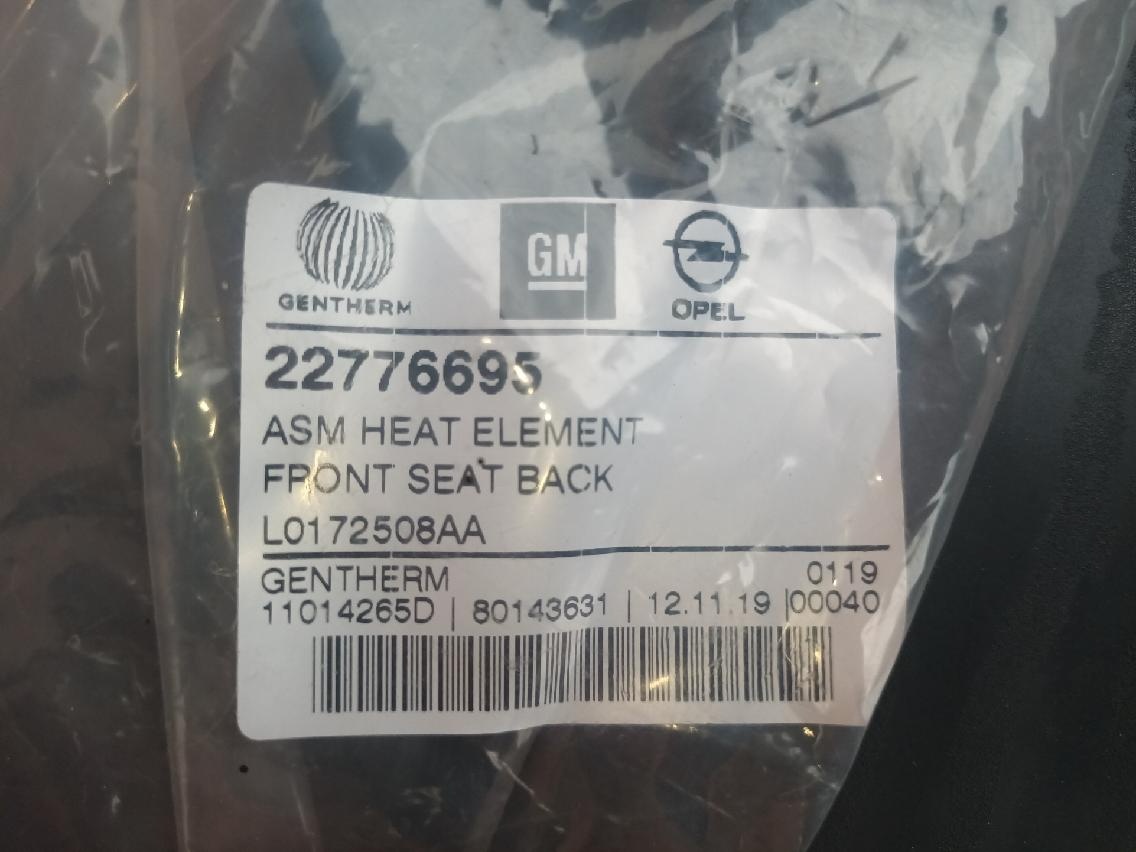 GENTHERM GM OPEL
22776695
ASM HEAT ELEMENT
FRONT SEAT BACK
L0172508AA
GENTHERM 0119
11014265D | 80143631 | 12.11.19 |00040